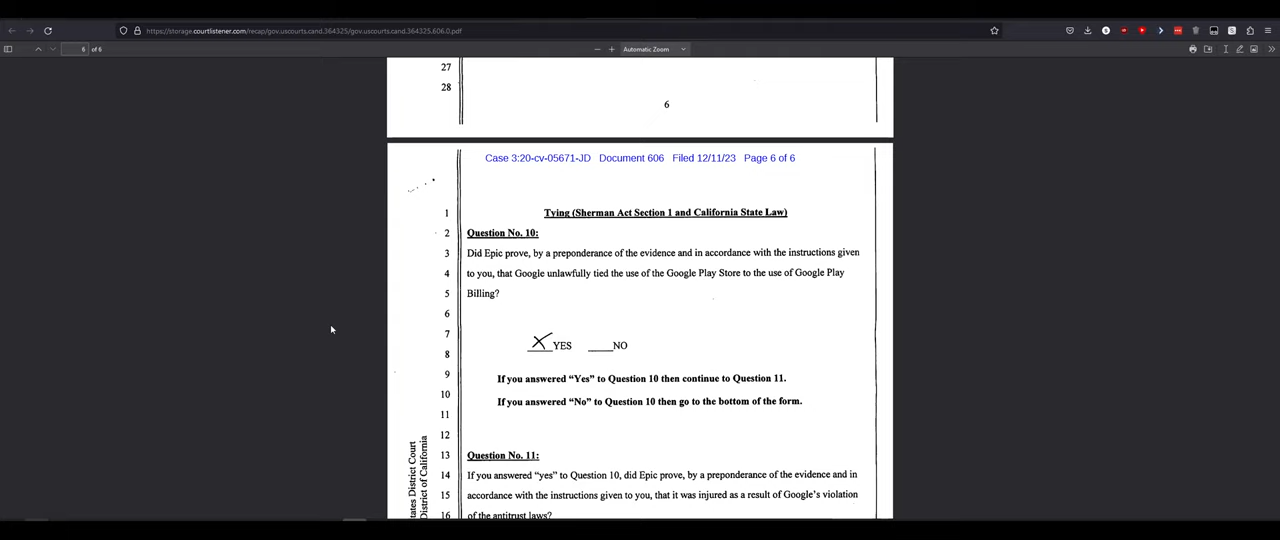 https://storage.courtlistener.com/recap/gov.uscourts.cand.364325/gov.uscourts.cand.364325.606.0.pdf
6 of 6 Automatic Zoom
27
28
6
Case 3:20-cv-05671-JD Document 606 Filed 12/11/23 Page 6 of 6
1 Tying (Sherman Act Section 1 and California State Law)
2 Question No. 10:
3 Did Epic prove, by a preponderance of the evidence and in accordance with the instructions given
4 to you, that Google unlawfully tied the use of the Google Play Store to the use of Google Play
5 Billing?
6
7
X YES NO
8
9 If you answered “Yes” to Question 10 then continue to Question 11.
10 If you answered “No” to Question 10 then go to the bottom of the form.
11
12
13 Question No. 11:
14 If you answered “yes” to Question 10, did Epic prove, by a preponderance of the evidence and in
15 accordance with the instructions given to you, that it was injured as a result of Google’s violation
16 of the antitrust laws?
tates District Court
District of California